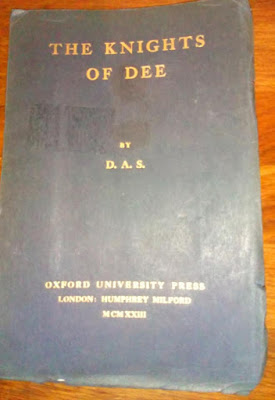 THE KNIGHTS
OF DEE
BY
D. A. S.
OXFORD UNIVERSITY PRESS
LONDON: HUMPHREY MILFORD
MCMXXIII